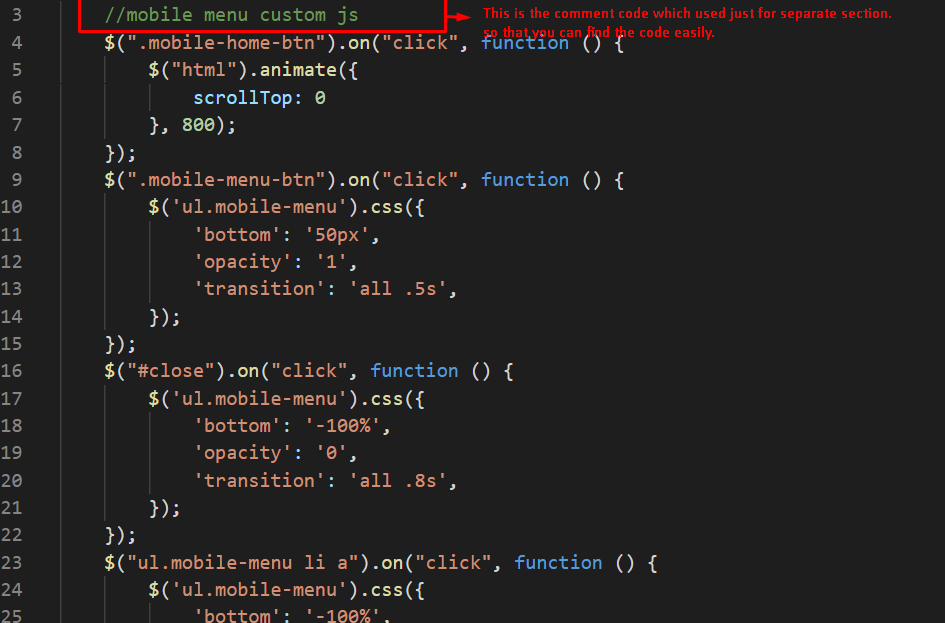 3 //mobile menu custom js
This is the comment code which used just for separate section.
so that you can find the code easily.
4 $(".mobile-home-btn").on("click", function () {
5 $("html").animate({
6 scrollTop: 0
7 }, 800);
8 });
9 $(".mobile-menu-btn").on("click", function () {
10 $('ul.mobile-menu').css({
11 'bottom': '50px',
12 'opacity': '1',
13 'transition': 'all .5s',
14 });
15 });
16 $("#close").on("click", function () {
17 $('ul.mobile-menu').css({
18 'bottom': '-100%',
19 'opacity': '0',
20 'transition': 'all .8s',
21 });
22 });
23 $("ul.mobile-menu li a").on("click", function () {
24 $('ul.mobile-menu').css({
25 'bottom': '-100%',